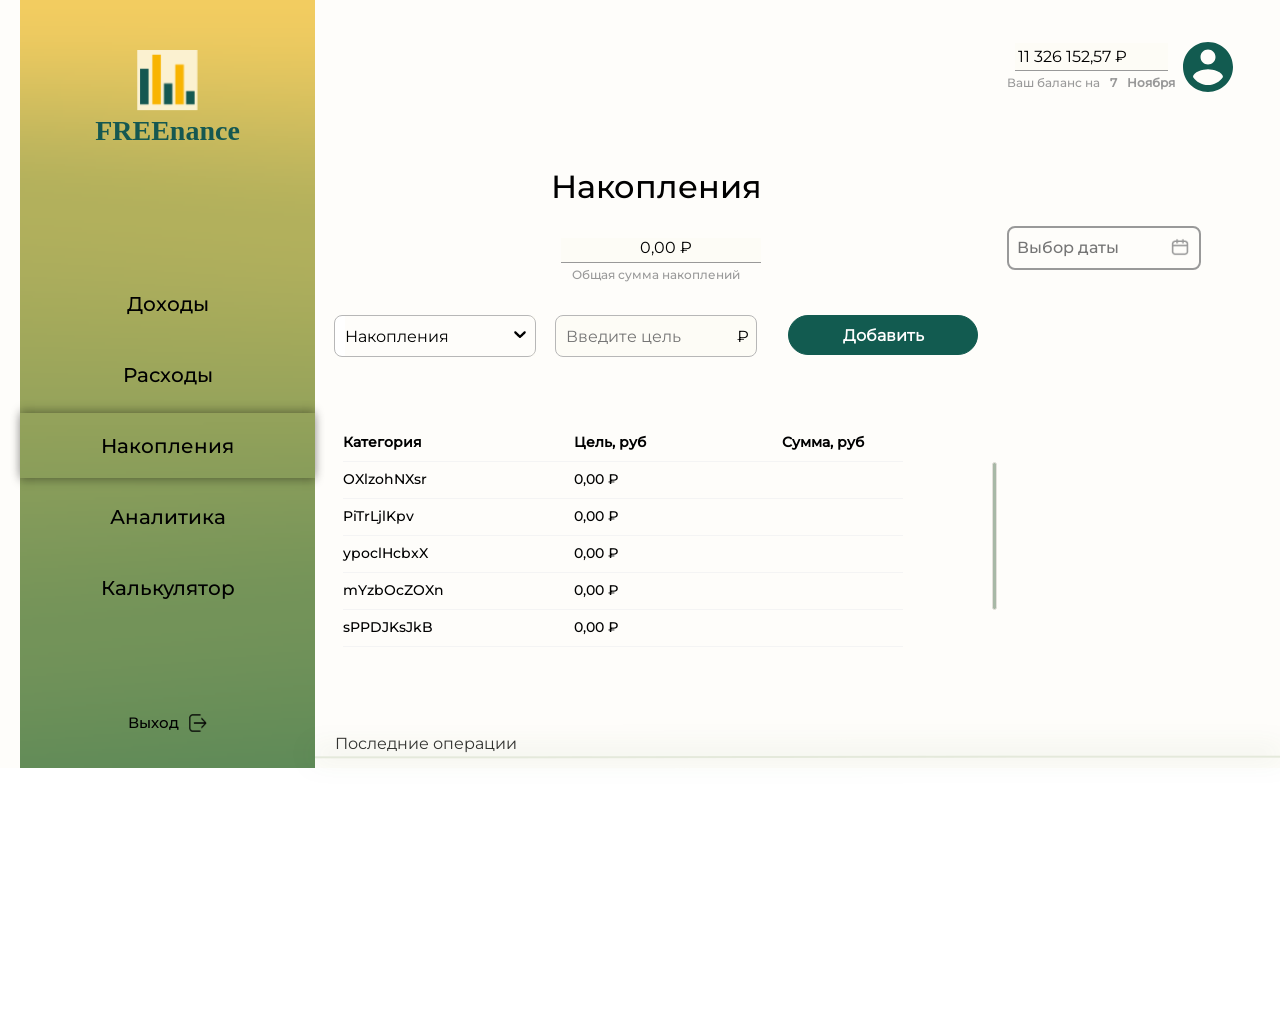 FREEnance
Доходы
Расходы
Накопления
Аналитика
Калькулятор
Выход
11 326 152,57 ₽
Ваш баланс на 7 Ноября
Накопления
0,00 ₽
Общая сумма накоплений
Выбор даты
Накопления
Введите цель ₽
Добавить
Категория Цель, руб Сумма, руб
OXlzohNXsr 0,00 ₽
PiTrLjlKpv 0,00 ₽
ypoclHcbxX 0,00 ₽
mYzbOcZOXn 0,00 ₽
sPPDJKsJkB 0,00 ₽
Последние операции